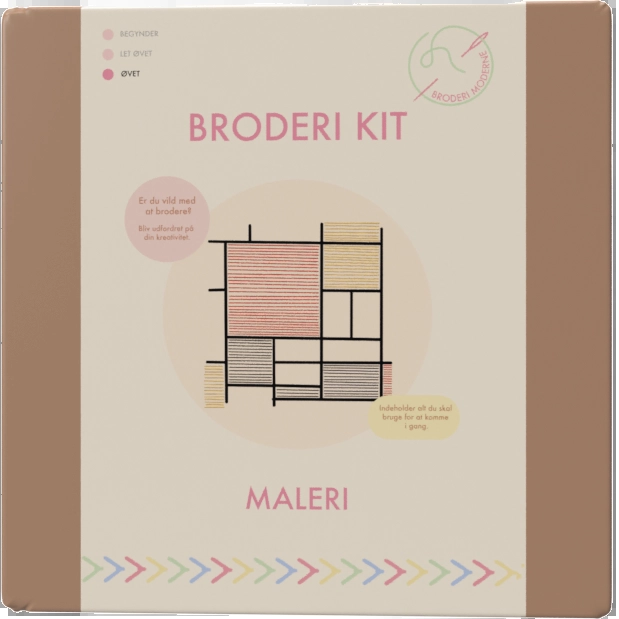 BEGYNDER
LET ØVET
ØVET
BRODERI MODERNE
BRODERI KIT
Er du vild med
at brodere?
Bliv udfordret på
din kreativitet.
Indeholder alt du skal
bruge for at komme
i gang.
MALERI